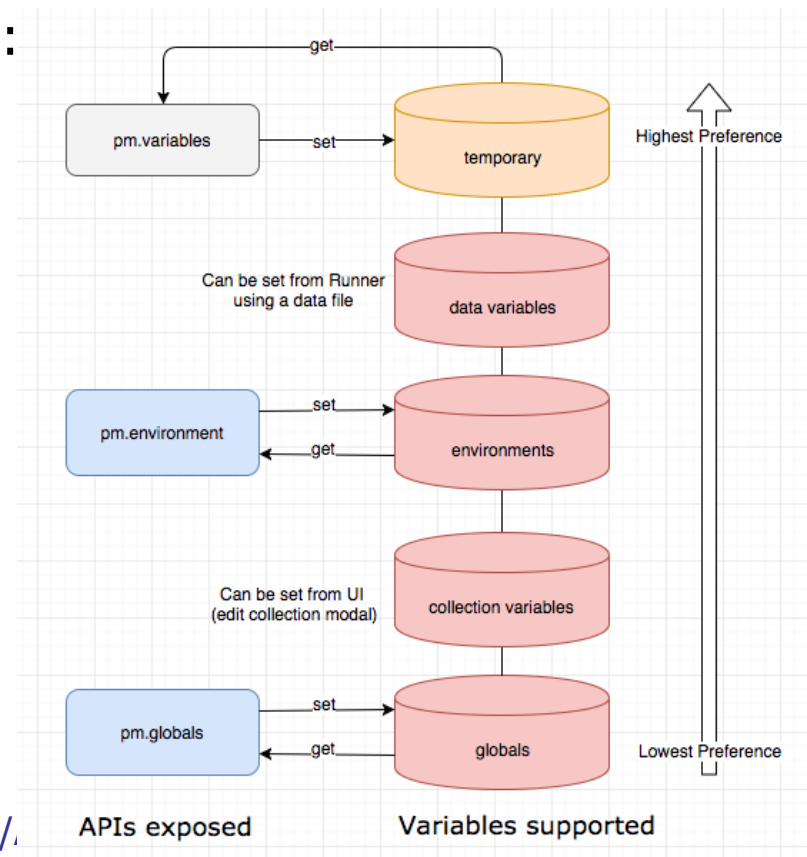 :
get
pm.variables
set
temporary
Highest Preference
Can be set from Runner
using a data file
data variables
set
pm.environment
get
environments
Can be set from UI
(edit collection modal)
collection variables
set
pm.globals
get
globals
Lowest Preference
//
APIs exposed
Variables supported